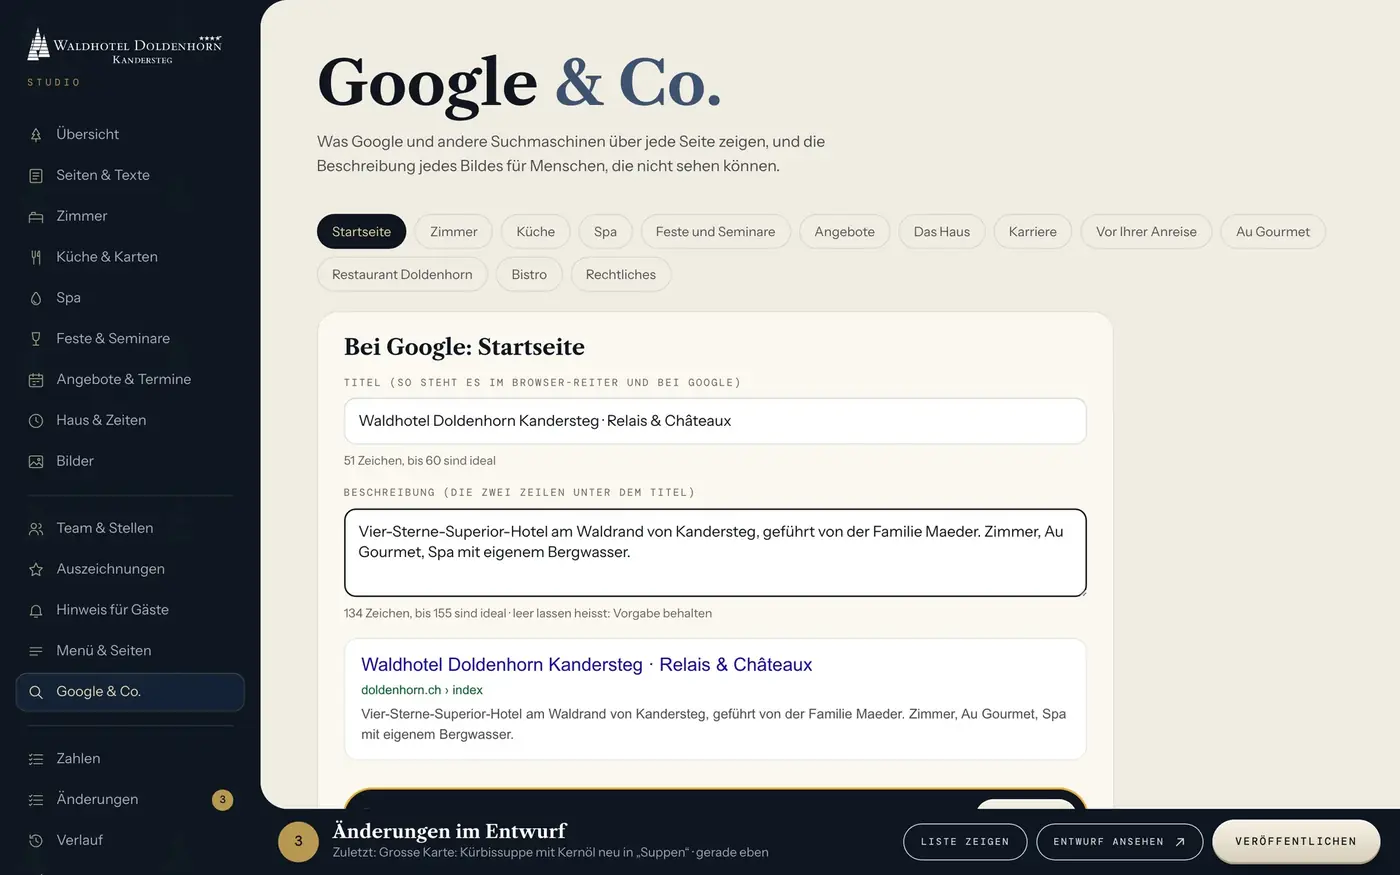 WALDHOTEL DOLDENHORN
KANDERSTEG
STUDIO
Übersicht
Seiten & Texte
Zimmer
Küche & Karten
Spa
Feste & Seminare
Angebote & Termine
Haus & Zeiten
Bilder
Team & Stellen
Auszeichnungen
Hinweis für Gäste
Menü & Seiten
Google & Co.
Zahlen
Änderungen 3
Verlauf
Google & Co.
Was Google und andere Suchmaschinen über jede Seite zeigen, und die
Beschreibung jedes Bildes für Menschen, die nicht sehen können.
Startseite Zimmer Küche Spa Feste und Seminare Angebote Das Haus Karriere Vor Ihrer Anreise Au Gourmet
Restaurant Doldenhorn Bistro Rechtliches
Bei Google: Startseite
TITEL (SO STEHT ES IM BROWSER-REITER UND BEI GOOGLE)
Waldhotel Doldenhorn Kandersteg · Relais & Châteaux
51 Zeichen, bis 60 sind ideal
BESCHREIBUNG (DIE ZWEI ZEILEN UNTER DEM TITEL)
Vier-Sterne-Superior-Hotel am Waldrand von Kandersteg, geführt von der Familie Maeder. Zimmer, Au
Gourmet, Spa mit eigenem Bergwasser.
134 Zeichen, bis 155 sind ideal · leer lassen heisst: Vorgabe behalten
Waldhotel Doldenhorn Kandersteg · Relais & Châteaux
doldenhorn.ch › index
Vier-Sterne-Superior-Hotel am Waldrand von Kandersteg, geführt von der Familie Maeder. Zimmer, Au Gourmet, Spa
mit eigenem Bergwasser.
3 Änderungen im Entwurf
Zuletzt: Grosse Karte: Kürbissuppe mit Kernöl neu in „Suppen“ · gerade eben
LISTE ZEIGEN ENTWURF ANSEHEN VERÖFFENTLICHEN